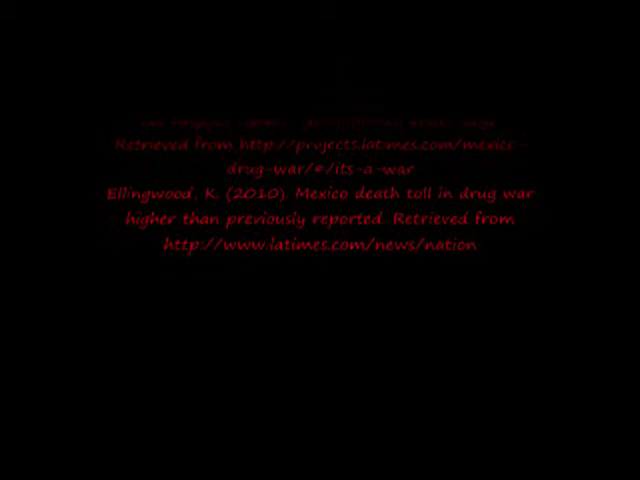 Retrieved from http://projects.latimes.com/mexico-
drug-war/#/its-a-war
Ellingwood, K. (2010). Mexico death toll in drug war
higher than previously reported. Retrieved from
http://www.latimes.com/news/nation